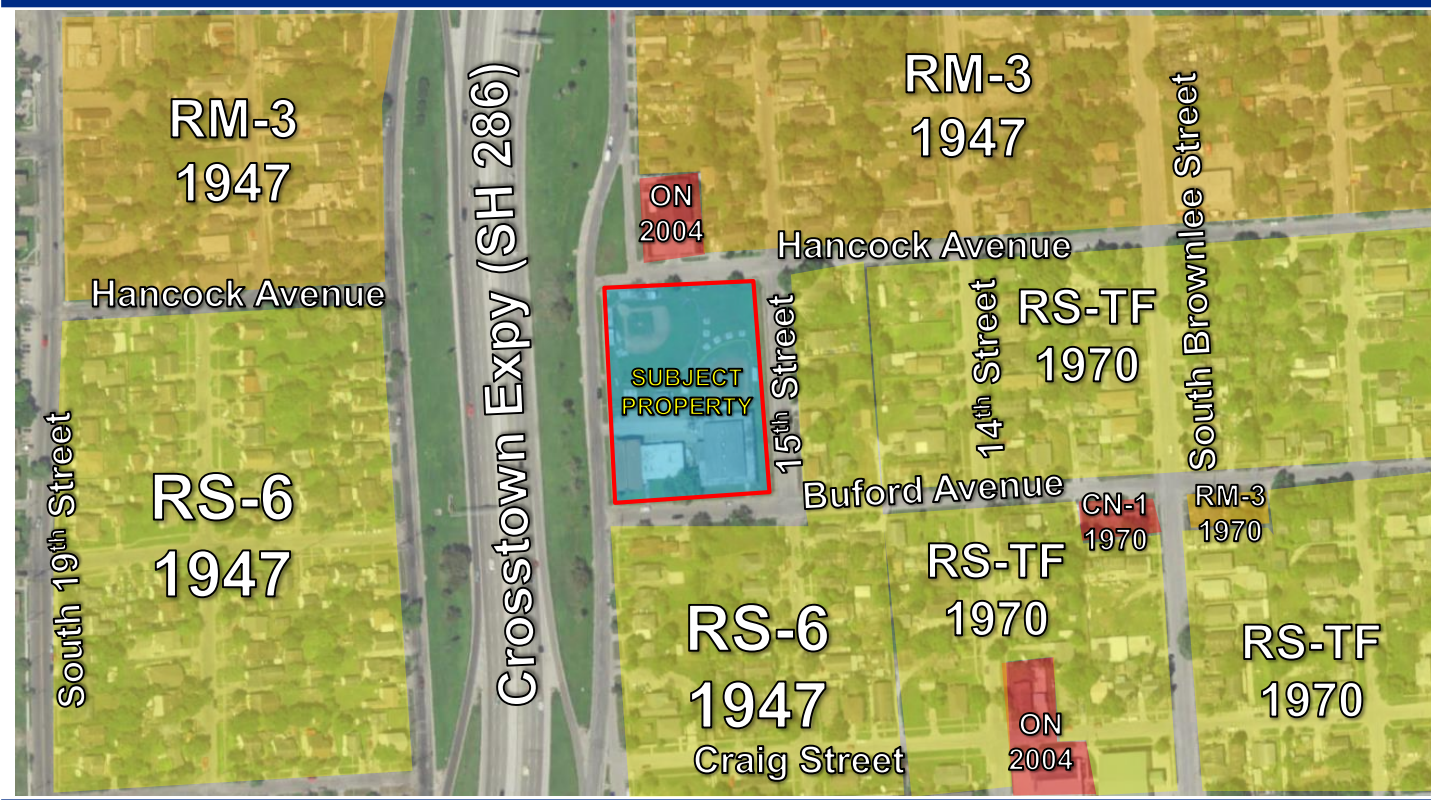 RM-3
1947
RM-3
1947
Crosstown Expy (SH 286)
South Brownlee Street
ON
2004
Hancock Avenue
Hancock Avenue
RS-TF
1970
14th Street
15th Street
SUBJECT
PROPERTY
South 19th Street
RS-6
1947
Buford Avenue
CN-1
1970
RM-3
1970
RS-TF
1970
RS-6
1947
RS-TF
1970
ON
2004
Craig Street